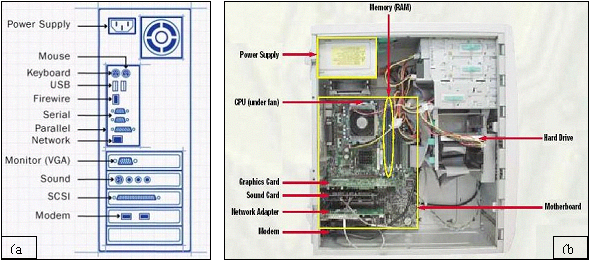 Power Supply
Mouse
Keyboard
USB
Firewire
Serial
Parallel
Network
Monitor (VGA)
Sound
SCSI
Modem
(a
Memory (RAM)
Power Supply
CPU (under fan)
Hard Drive
Graphics Card
Sound Card
Network Adapter
Motherboard
Modem
(b